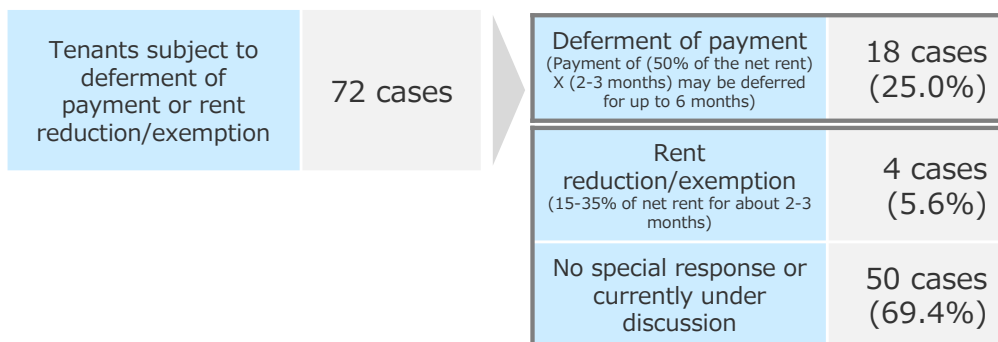 Tenants subject to
deferment of
payment or rent
reduction/exemption
72 cases
Deferment of payment
(Payment of (50% of the net rent)
X (2-3 months) may be deferred
for up to 6 months)
18 cases
(25.0%)
Rent
reduction/exemption
(15-35% of net rent for about 2-3
months)
4 cases
(5.6%)
No special response or
currently under
discussion
50 cases
(69.4%)